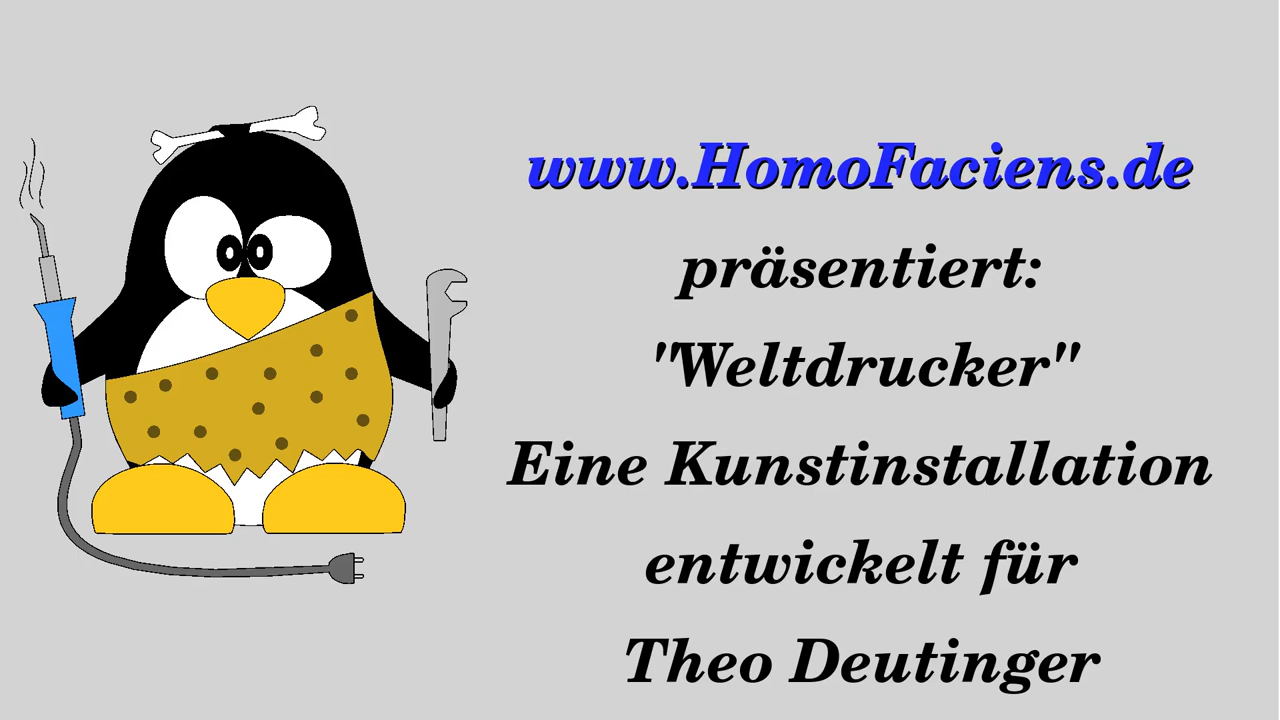 www.HomoFaciens.de
präsentiert:
"Weltdrucker"
Eine Kunstinstallation
entwickelt für
Theo Deutinger